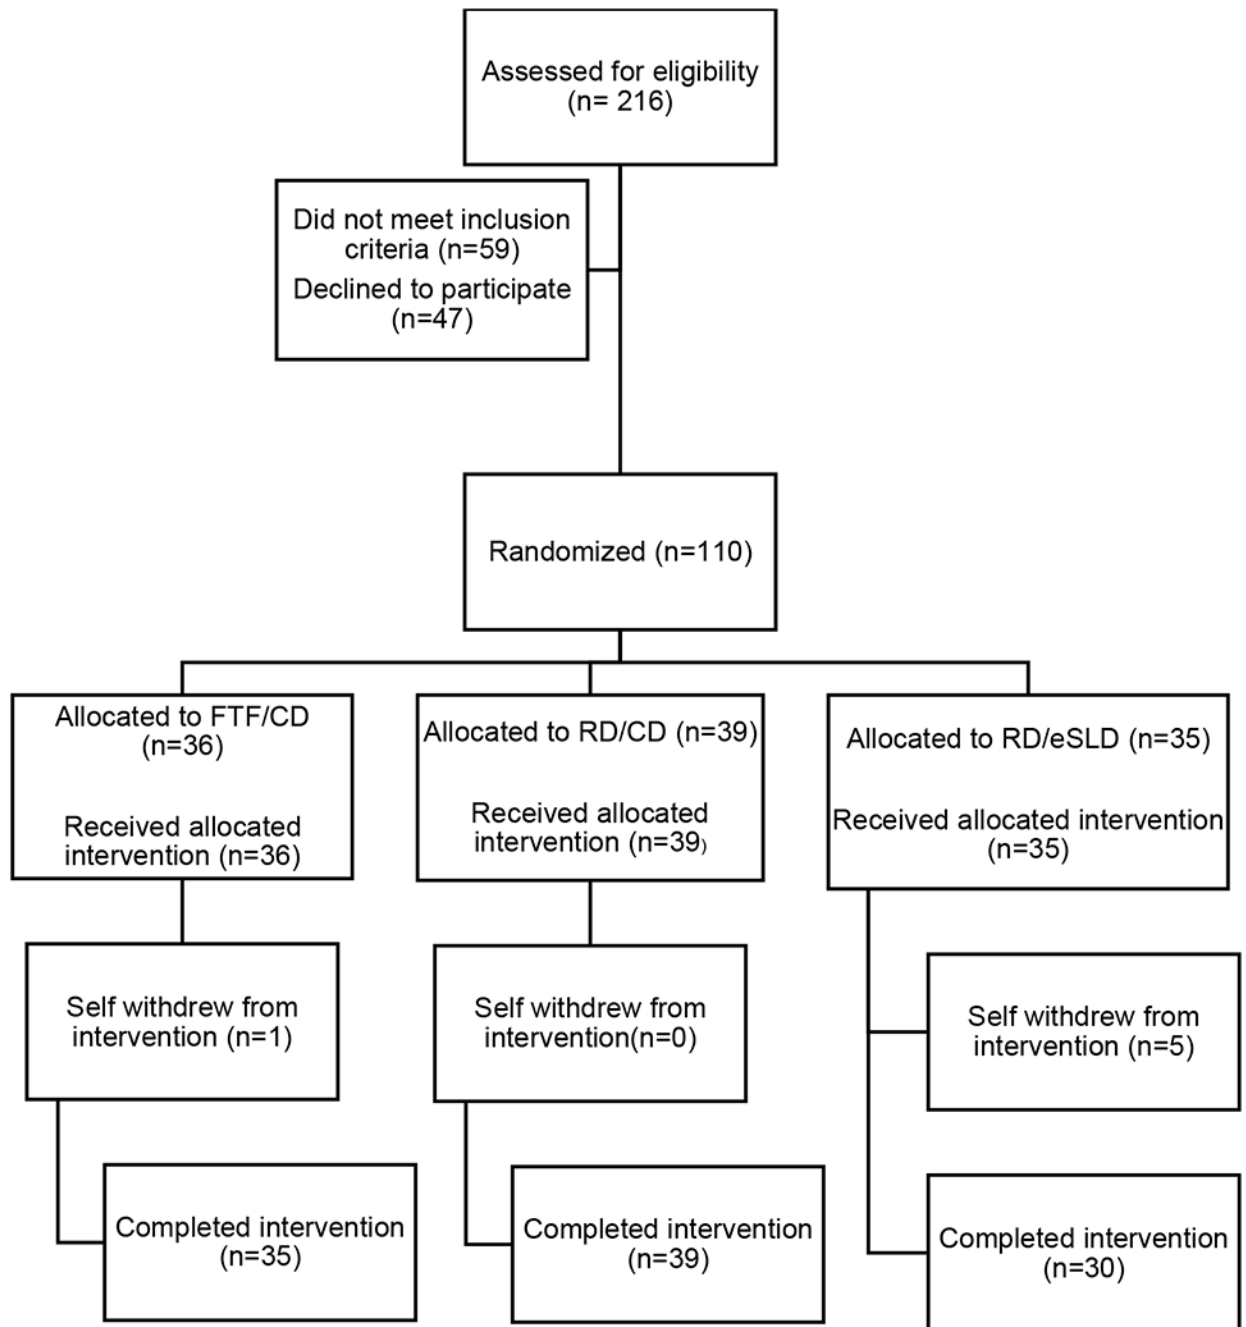 Assessed for eligibility
(n= 216)
Did not meet inclusion
criteria (n=59)
Declined to participate
(n=47)
Randomized (n=110)
Allocated to FTF/CD
(n=36)
Received allocated
intervention (n=36)
Allocated to RD/CD (n=39)
Received allocated
intervention (n=39)
Allocated to RD/eSLD (n=35)
Received allocated intervention
(n=35)
Self withdrew from
intervention (n=1)
Self withdrew from
intervention(n=0)
Self withdrew from
intervention (n=5)
Completed intervention
(n=35)
Completed intervention
(n=39)
Completed intervention
(n=30)